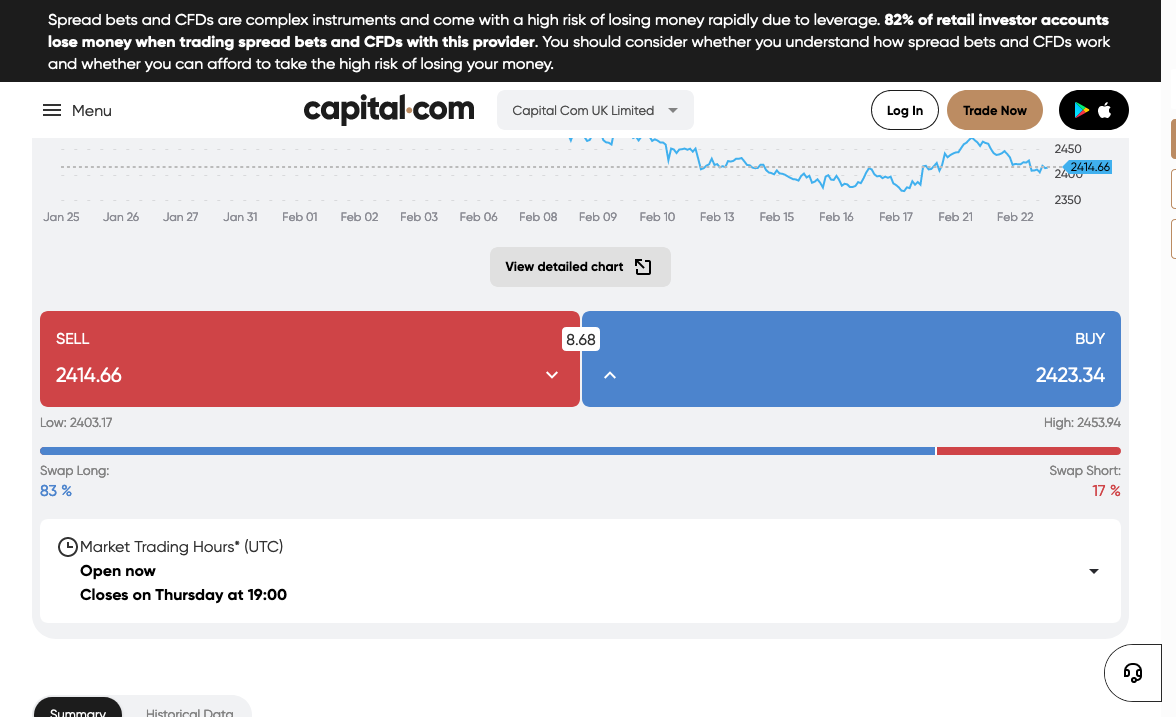 Spread bets and CFDs are complex instruments and come with a high risk of losing money rapidly due to leverage. 82% of retail investor accounts
lose money when trading spread bets and CFDs with this provider. You should consider whether you understand how spread bets and CFDs work
and whether you can afford to take the high risk of losing your money.
Menu
capital.com
Capital Com UK Limited
Log In
Trade Now
2450
2414.66
2400
2350
Jan 25 Jan 26 Jan 27 Jan 31 Feb 01 Feb 02 Feb 03 Feb 06 Feb 08 Feb 09 Feb 10 Feb 13 Feb 15 Feb 16 Feb 17 Feb 21 Feb 22
View detailed chart
SELL
2414.66
8.68
BUY
2423.34
Low: 2403.17
High: 2453.94
Swap Long:
83 %
Swap Short:
17 %
Market Trading Hours* (UTC)
Open now
Closes on Thursday at 19:00
Summary
Historical Data